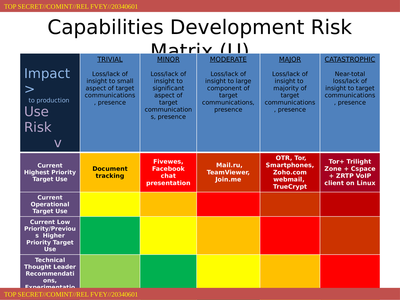 TOP SECRET//COMINT//REL FVEY//20340601
Capabilities Development Risk
Matrix (U)
Impact
>
to production
Use
Risk
v
TRIVIAL
Loss/lack of
insight to small
aspect of target
communications
, presence
MINOR
Loss/lack of
insight to
significant
aspect of
target
communication
s, presence
MODERATE
Loss/lack of
insight to large
component of
target
communications,
presence
MAJOR
Loss/lack of
insight to
majority of
target
communications
, presence
CATASTROPHIC
Near-total
loss/lack of
insight to target
communications
, presence
Current
Highest Priority
Target Use
Document
tracking
Fivewes,
Facebook
chat
presentation
Mail.ru,
TeamViewer,
Join.me
OTR, Tor,
Smartphones,
Zoho.com
webmail,
TrueCrypt
Tor+ Trilight
Zone + Cspace
+ ZRTP VoIP
client on Linux
Current
Operational
Target Use
Current Low
Priority/Previou
s Higher
Priority Target
Use
Technical
Thought Leader
Recommendati
ons,
Experimentatio
TOP SECRET//COMINT//REL FVEY//20340601